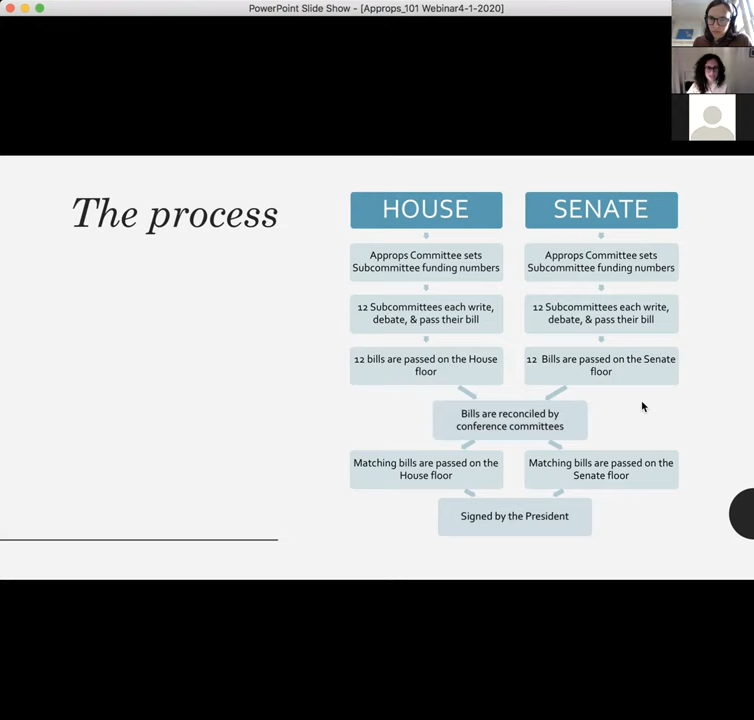 PowerPoint Slide Show - [Approps_101 Webinar4-1-2020]
The process
HOUSE
SENATE
Approps Committee sets
Subcommittee funding numbers
Approps Committee sets
Subcommittee funding numbers
12 Subcommittees each write,
debate, & pass their bill
12 Subcommittees each write,
debate, & pass their bill
12 bills are passed on the House
floor
12 Bills are passed on the Senate
floor
Bills are reconciled by
conference committees
Matching bills are passed on the
House floor
Matching bills are passed on the
Senate floor
Signed by the President